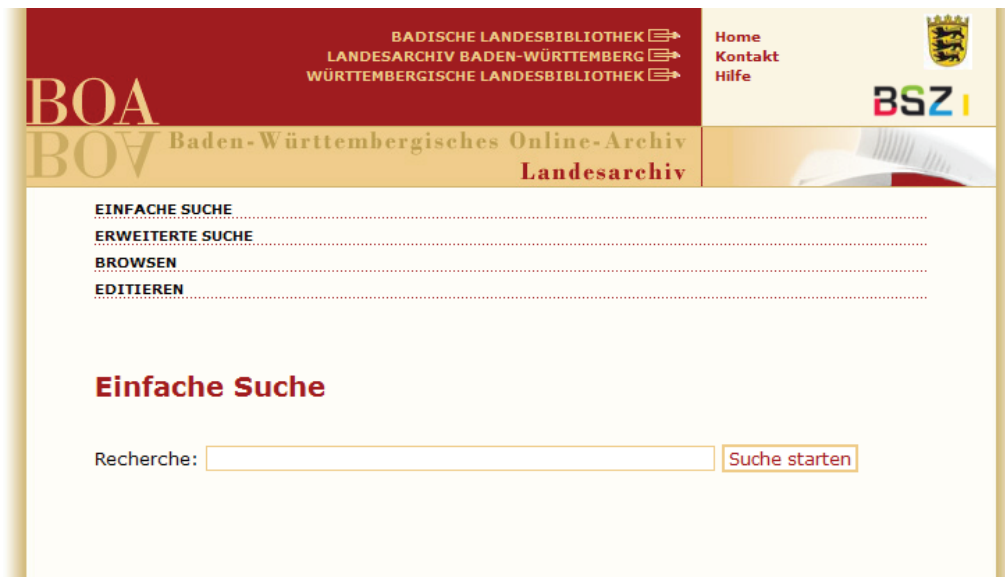 BADISCHE LANDESBIBLIOTHEK
LANDESARCHIV BADEN-WÜRTTEMBERG
WÜRTTEMBERGISCHE LANDESBIBLIOTHEK
Home
Kontakt
Hilfe
BSZ
BOA
BOA
Baden-Württembergisches Online-Archiv
Landesarchiv
EINFACHE SUCHE
ERWEITERTE SUCHE
BROWSEN
EDITIEREN
Einfache Suche
Recherche: Suche starten